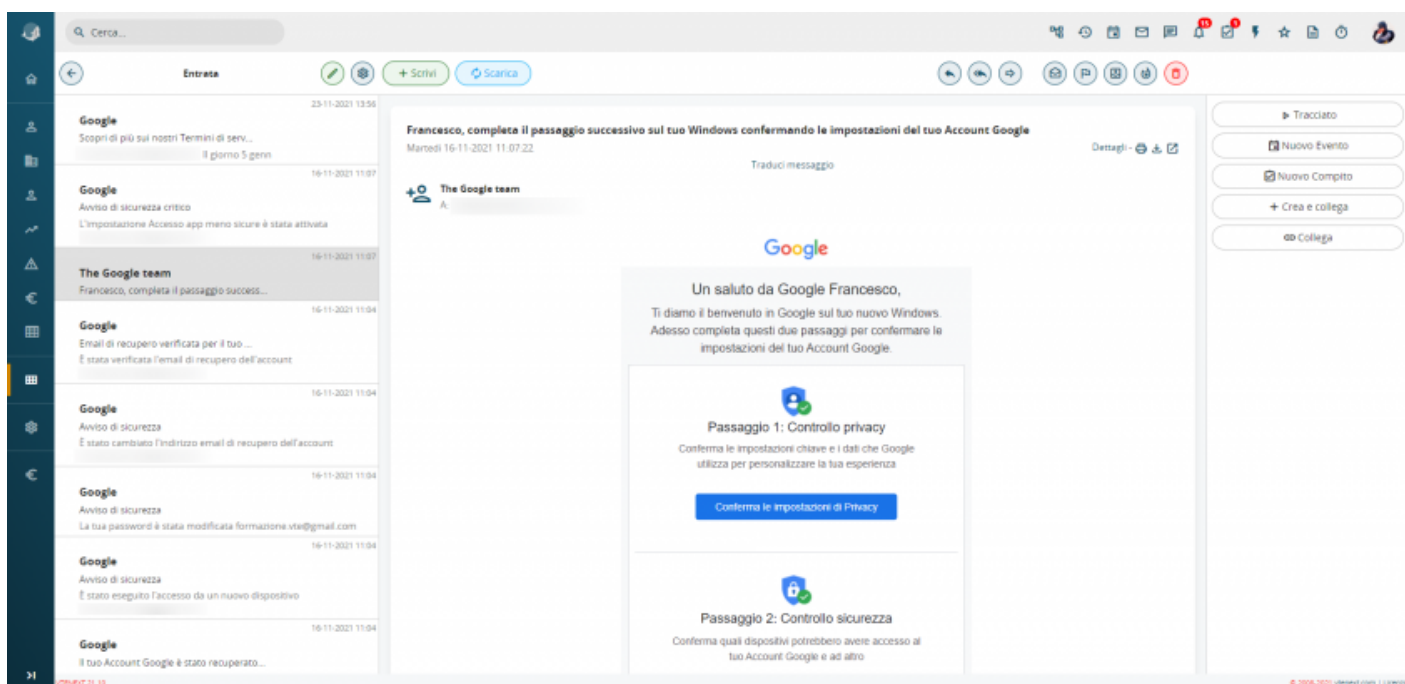 Cerca...
15
9
Entrata
+ Scrivi
Scarica
23-11-2021 13:56
Google
Scopri di più sui nostri Termini di serv...
Il giorno 5 genn
16-11-2021 11:07
Google
Avviso di sicurezza critico
L'impostazione Accesso app meno sicure è stata attivata
16-11-2021 11:07
The Google team
Francesco, completa il passaggio success...
16-11-2021 11:04
Google
Email di recupero verificata per il tuo ...
È stata verificata l'email di recupero dell'account
16-11-2021 11:04
Google
Avviso di sicurezza
È stato cambiato l'indirizzo email di recupero dell'account
16-11-2021 11:04
Google
Avviso di sicurezza
La tua password è stata modificata formazione.vte@gmail.com
16-11-2021 11:04
Google
Avviso di sicurezza
È stato eseguito l'accesso da un nuovo dispositivo
16-11-2021 11:04
Google
Il tuo Account Google è stato recuperato...
Francesco, completa il passaggio successivo sul tuo Windows confermando le impostazioni del tuo Account Google
Martedì 16-11-2021 11:07:22
Dettagli -
Traduci messaggio
The Google team
A:
Google
Un saluto da Google Francesco,
Ti diamo il benvenuto in Google sul tuo nuovo Windows.
Adesso completa questi due passaggi per confermare le
impostazioni del tuo Account Google.
Passaggio 1: Controllo privacy
Conferma le impostazioni chiave e i dati che Google
utilizza per personalizzare la tua esperienza
Conferma le impostazioni di Privacy
Passaggio 2: Controllo sicurezza
Conferma quali dispositivi potrebbero avere accesso al
tuo Account Google e ad altro
Tracciato
Nuovo Evento
Nuovo Compito
+ Crea e collega
Collega